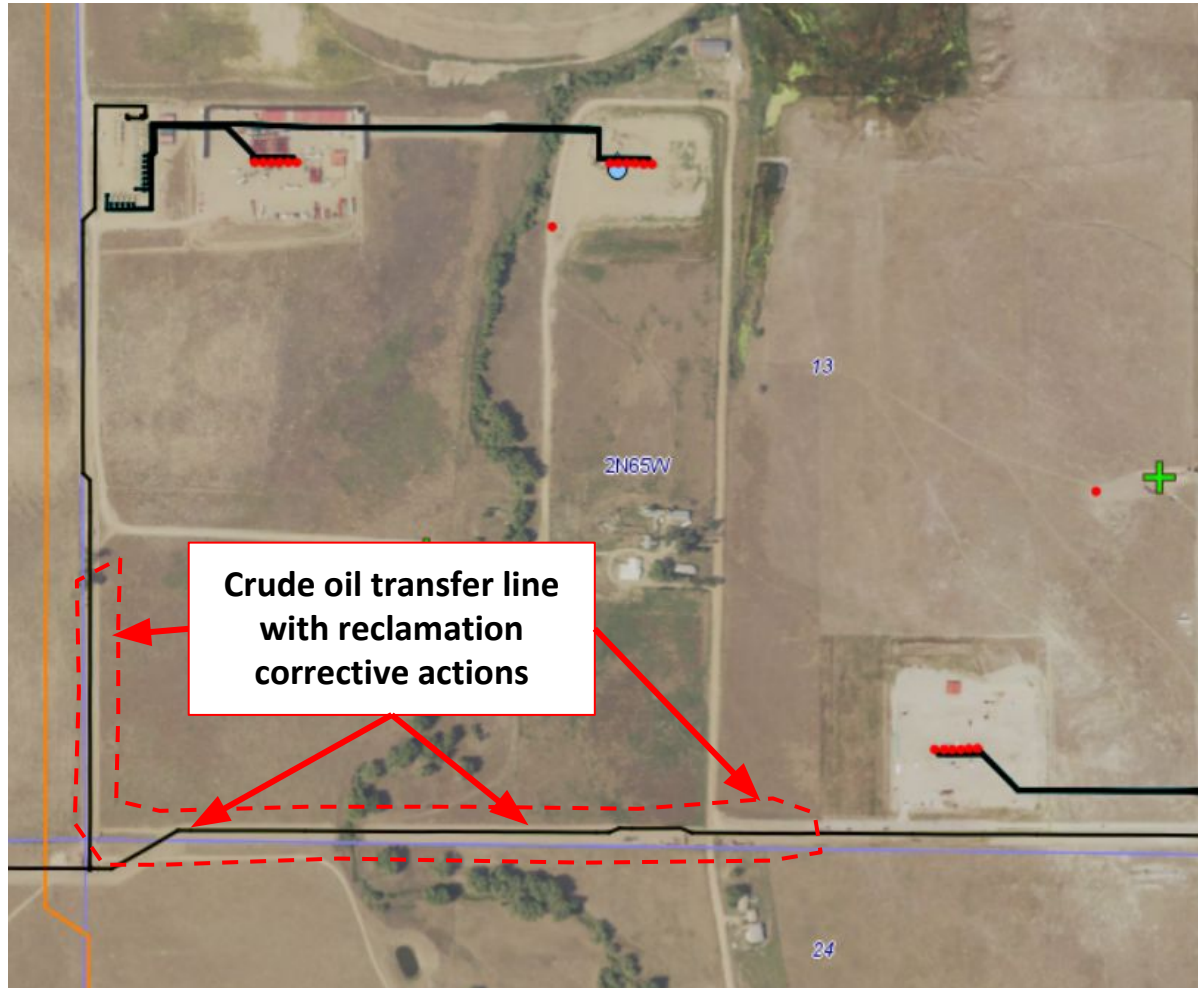 13
2N65W
Crude oil transfer line
with reclamation
corrective actions
24